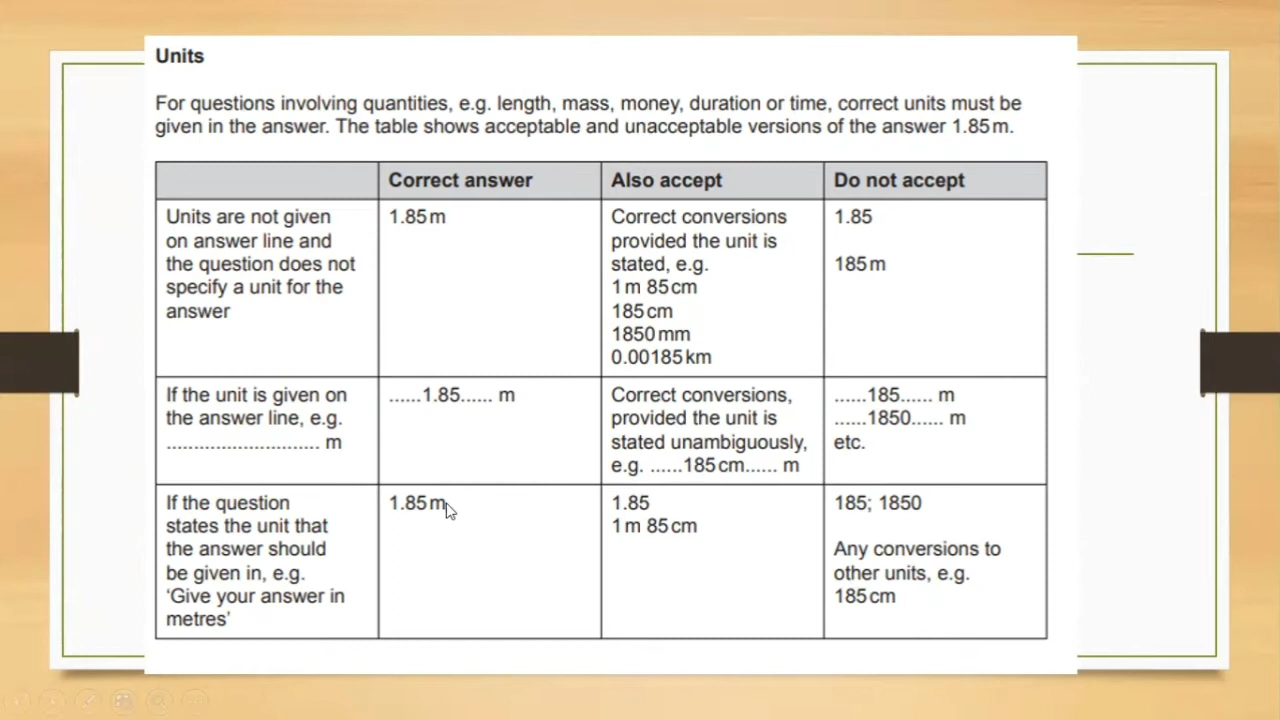 Units
For questions involving quantities, e.g. length, mass, money, duration or time, correct units must be
given in the answer. The table shows acceptable and unacceptable versions of the answer 1.85 m.
Correct answer
Also accept
Do not accept
Units are not given
on answer line and
the question does not
specify a unit for the
answer
1.85 m
Correct conversions
provided the unit is
stated, e.g.
1 m 85 cm
185 cm
1850 mm
0.00185 km
1.85
185 m
If the unit is given on
the answer line, e.g.
............................ m
......1.85...... m
Correct conversions,
provided the unit is
stated unambiguously,
e.g. ......185 cm...... m
......185...... m
......1850...... m
etc.
If the question
states the unit that
the answer should
be given in, e.g.
‘Give your answer in
metres’
1.85 m
1.85
1 m 85 cm
185; 1850
Any conversions to
other units, e.g.
185 cm